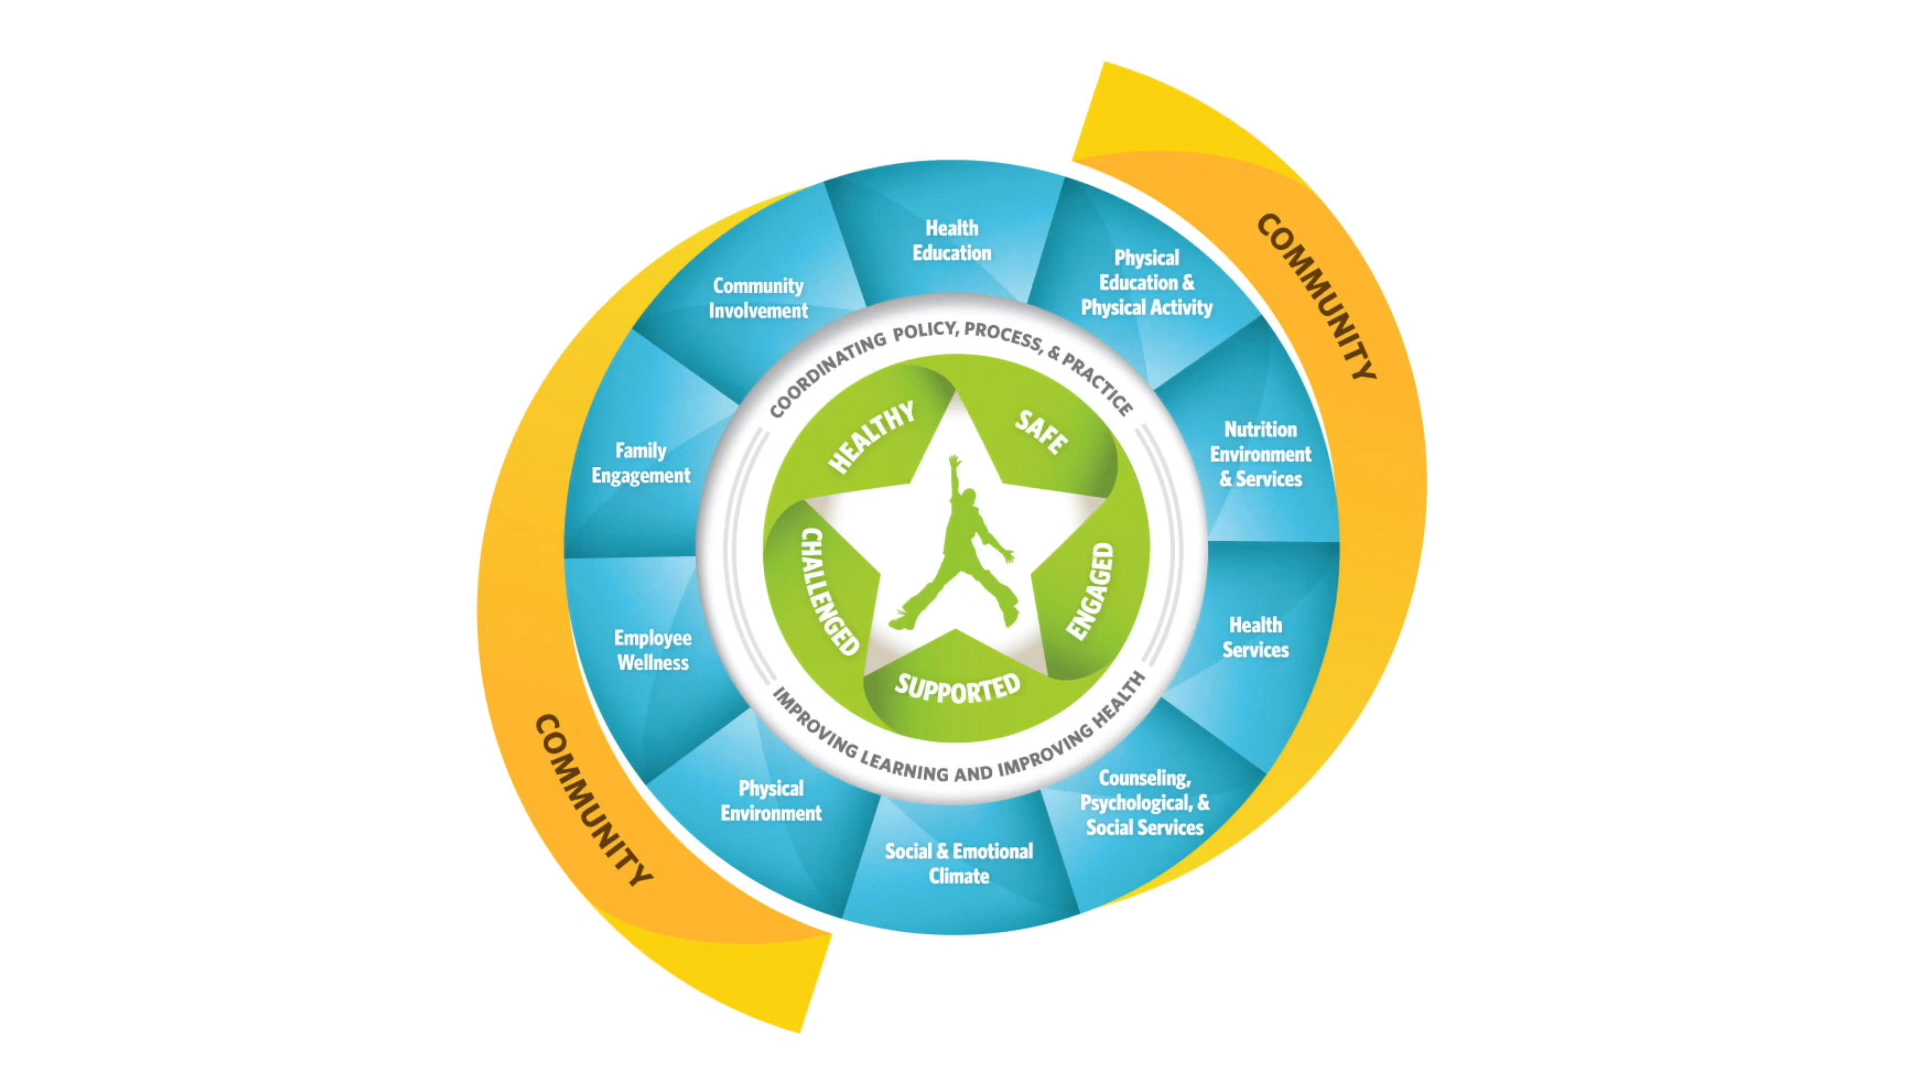 COMMUNITY
Health
Education
Physical
Education &
Physical Activity
Nutrition
Environment
& Services
Health
Services
Counseling,
Psychological, &
Social Services
Social & Emotional
Climate
Physical
Environment
Employee
Wellness
Family
Engagement
Community
Involvement
COORDINATING POLICY, PROCESS, & PRACTICE
IMPROVING LEARNING AND IMPROVING HEALTH
HEALTHY
SAFE
ENGAGED
SUPPORTED
CHALLENGED
COMMUNITY